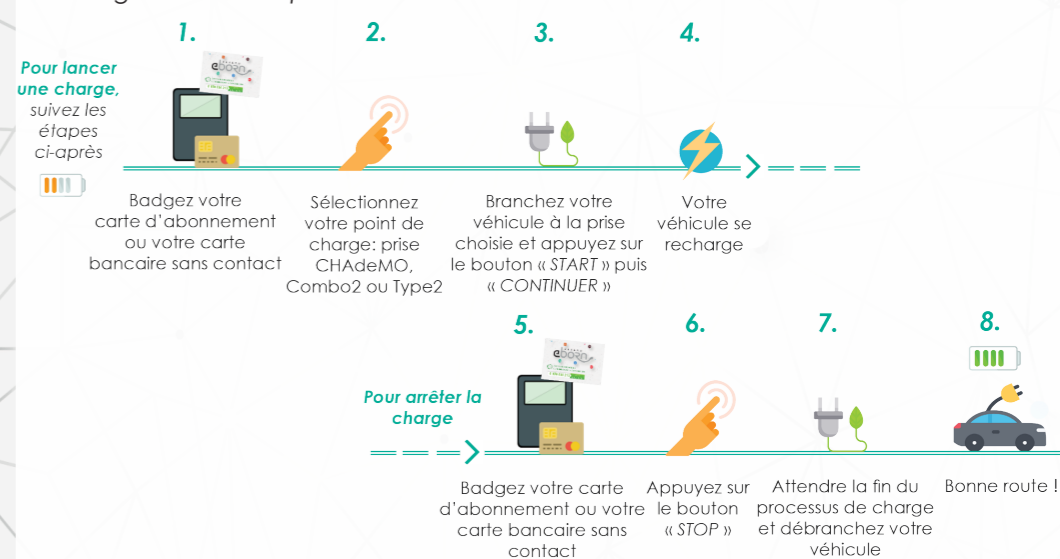 1.
2.
3.
4.
Pour lancer
une charge,
suivez les
étapes
ci-après
eborn
Badgez votre
carte d'abonnement
ou votre carte
bancaire sans contact
Sélectionnez
votre point de
charge: prise
CHAdeMO,
Combo2 ou Type2
Branchez votre
véhicule à la prise
choisie et appuyez sur
le bouton « START » puis
« CONTINUER »
Votre
véhicule se
recharge
5.
6.
7.
8.
Pour arrêter la
charge
eborn
Badgez votre carte
d'abonnement ou votre
carte bancaire sans
contact
Appuyez sur
le bouton
« STOP »
Attendre la fin du
processus de charge
et débranchez votre
véhicule
Bonne route !